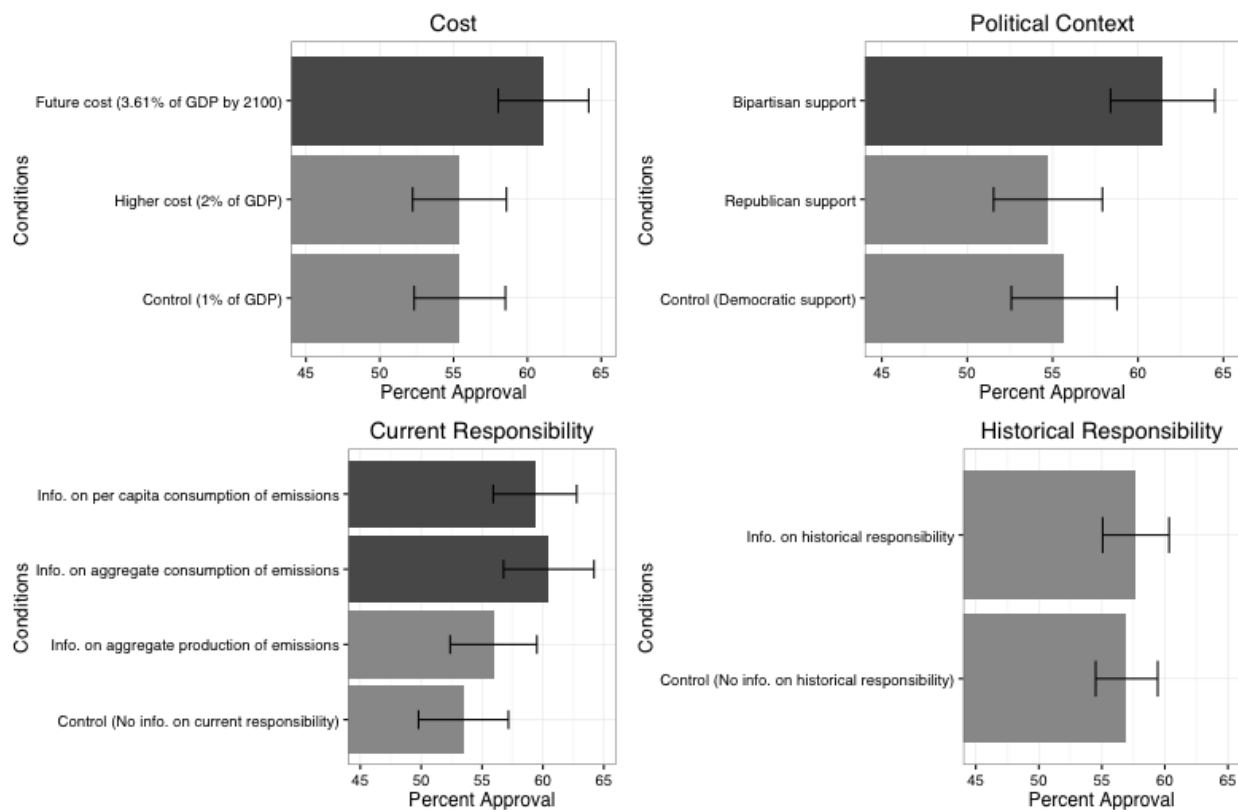 Cost
Conditions
Future cost (3.61% of GDP by 2100)
Higher cost (2% of GDP)
Control (1% of GDP)
45 50 55 60 65
Percent Approval
Political Context
Conditions
Bipartisan support
Republican support
Control (Democratic support)
45 50 55 60 65
Percent Approval
Current Responsibility
Conditions
Info. on per capita consumption of emissions
Info. on aggregate consumption of emissions
Info. on aggregate production of emissions
Control (No info. on current responsibility)
45 50 55 60 65
Percent Approval
Historical Responsibility
Conditions
Info. on historical responsibility
Control (No info. on historical responsibility)
45 50 55 60 65
Percent Approval